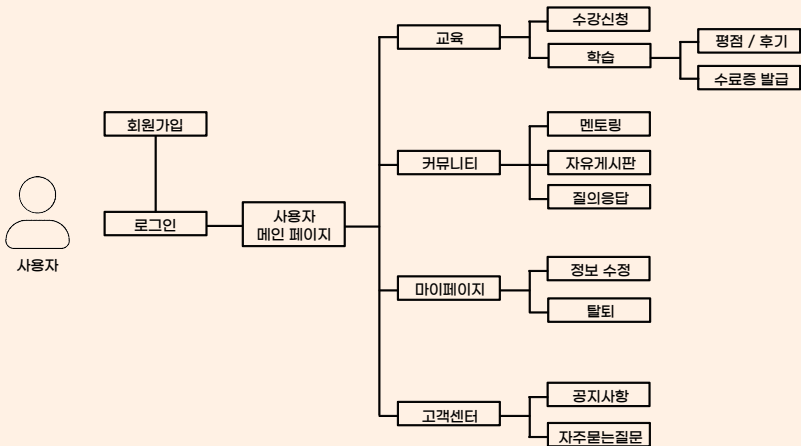 수강신청
교육
학습
평점 / 후기
수료증 발급
회원가입
멘토링
커뮤니티
자유게시판
질의응답
로그인
사용자
메인 페이지
사용자
정보 수정
마이페이지
탈퇴
공지사항
고객센터
자주묻는질문